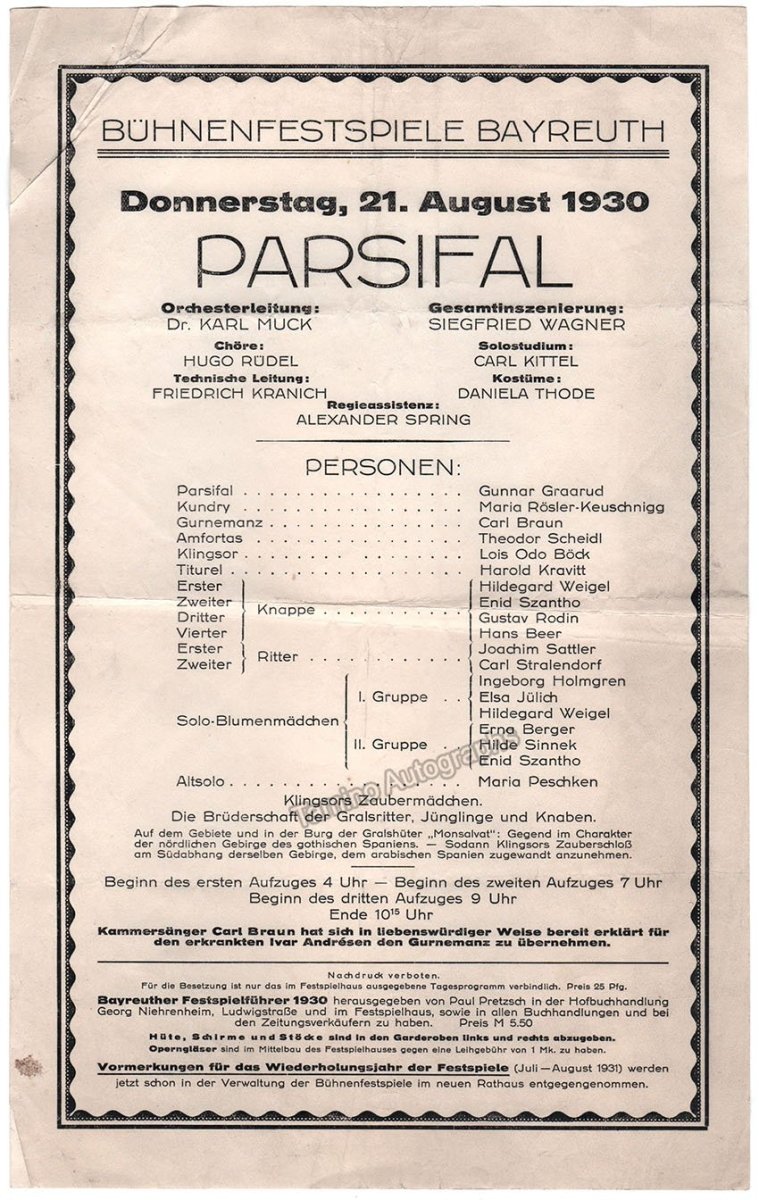 BÜHNENFESTSPIELE BAYREUTH
Donnerstag, 21. August 1930
PARSIFAL
Orchesterleitung: Gesamtinszenierung:
Dr. KARL MUCK SIEGFRIED WAGNER
Chöre: Solostudium:
HUGO RÜDEL CARL KITTEL
Technische Leitung: Kostüme:
FRIEDRICH KRANICH DANIELA THODE
Regieassistenz:
ALEXANDER SPRING
PERSONEN:
Parsifal . . . . . . . . . . . . . . . . . Gunnar Graarud
Kundry . . . . . . . . . . . . . . . . . Maria Rösler-Keuschnigg
Gurnemanz . . . . . . . . . . . . . . . Carl Braun
Amfortas . . . . . . . . . . . . . . . . Theodor Scheidl
Klingsor . . . . . . . . . . . . . . . . Lois Odo Böck
Titurel . . . . . . . . . . . . . . . . . . Harold Kravitt
Erster Hildegard Weigel
Zweiter Knappe . . . . . . . . . . . Enid Szantho
Dritter Gustav Rodin
Vierter Hans Beer
Erster Ritter . . . . . . . . . . . . Joachim Sattler
Zweiter Carl Stralendorf
Ingeborg Holmgren
I. Gruppe . . Elsa Jülich
Hildegard Weigel
Solo-Blumenmädchen
Erna Berger
II. Gruppe . . Hilde Sinnek
Enid Szantho
Altsolo . . . . . . . . . . . . . . . . . . Maria Peschken
Tamino Autographs
Klingsors Zaubermädchen.
Die Brüderschaft der Gralsritter, Jünglinge und Knaben.
Auf dem Gebiete und in der Burg der Gralshüter „Monsalvat“: Gegend im Charakter
der nördlichen Gebirge des gothischen Spaniens. — Sodann Klingsors Zauberschloß
am Südabhang derselben Gebirge, dem arabischen Spanien zugewandt anzunehmen.
Beginn des ersten Aufzuges 4 Uhr — Beginn des zweiten Aufzuges 7 Uhr
Beginn des dritten Aufzuges 9 Uhr
Ende 10¹⁵ Uhr
Kammersänger Carl Braun hat sich in liebenswürdiger Weise bereit erklärt für
den erkrankten Ivar Andrésen den Gurnemanz zu übernehmen.
Nachdruck verboten.
Für die Besetzung ist nur das im Festspielhaus ausgegebene Tagesprogramm verbindlich. Preis 25 Pfg.
Bayreuther Festspielführer 1930 herausgegeben von Paul Pretzsch in der Hofbuchhandlung
Georg Niehrenheim, Ludwigstraße und im Festspielhaus, sowie in allen Buchhandlungen und bei
den Zeitungsverkäufern zu haben. Preis M 5.50
Hüte, Schirme und Stöcke sind in den Garderoben links und rechts abzugeben.
Operngläser sind im Mittelbau des Festspielhauses gegen eine Leihgebühr von 1 Mk. zu haben.
Vormerkungen für das Wiederholungsjahr der Festspiele (Juli — August 1931) werden
jetzt schon in der Verwaltung der Bühnenfestspiele im neuen Rathaus entgegengenommen.